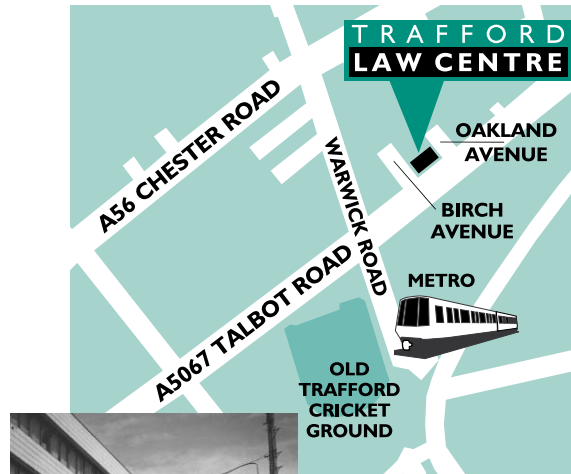 TRAFFORD
LAW CENTRE
A56 CHESTER ROAD
WARWICK ROAD
OAKLAND
AVENUE
BIRCH
AVENUE
A5067 TALBOT ROAD
METRO
OLD
TRAFFORD
CRICKET
GROUND